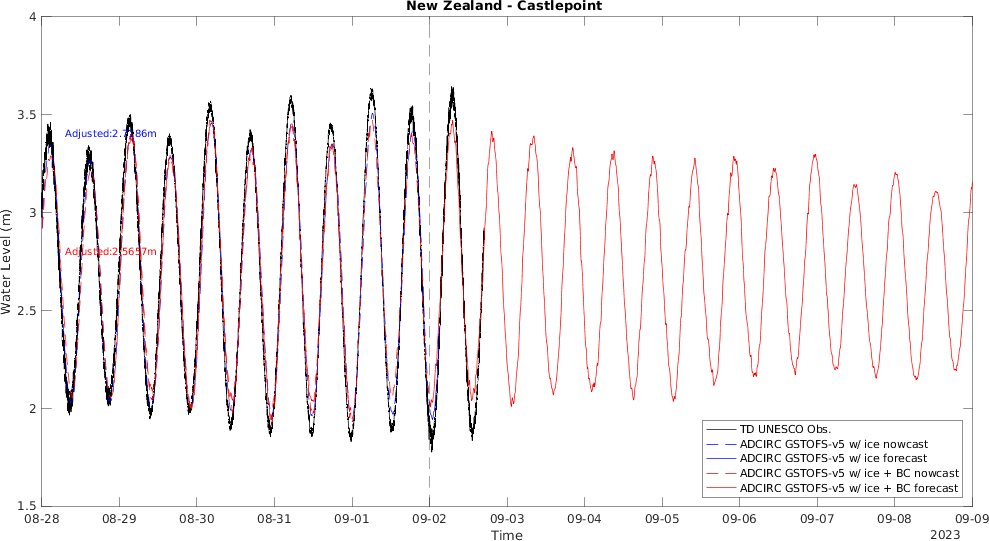 New Zealand - Castlepoint
4
3.5
3
2.5
2
1.5
Water Level (m)
Adjusted:2.7186m
Adjusted:2.5657m
TD UNESCO Obs.
ADCIRC GSTOFS-v5 w/ ice nowcast
ADCIRC GSTOFS-v5 w/ ice forecast
ADCIRC GSTOFS-v5 w/ ice + BC nowcast
ADCIRC GSTOFS-v5 w/ ice + BC forecast
08-28 08-29 08-30 08-31 09-01 09-02 09-03 09-04 09-05 09-06 09-07 09-08 09-09
Time
2023